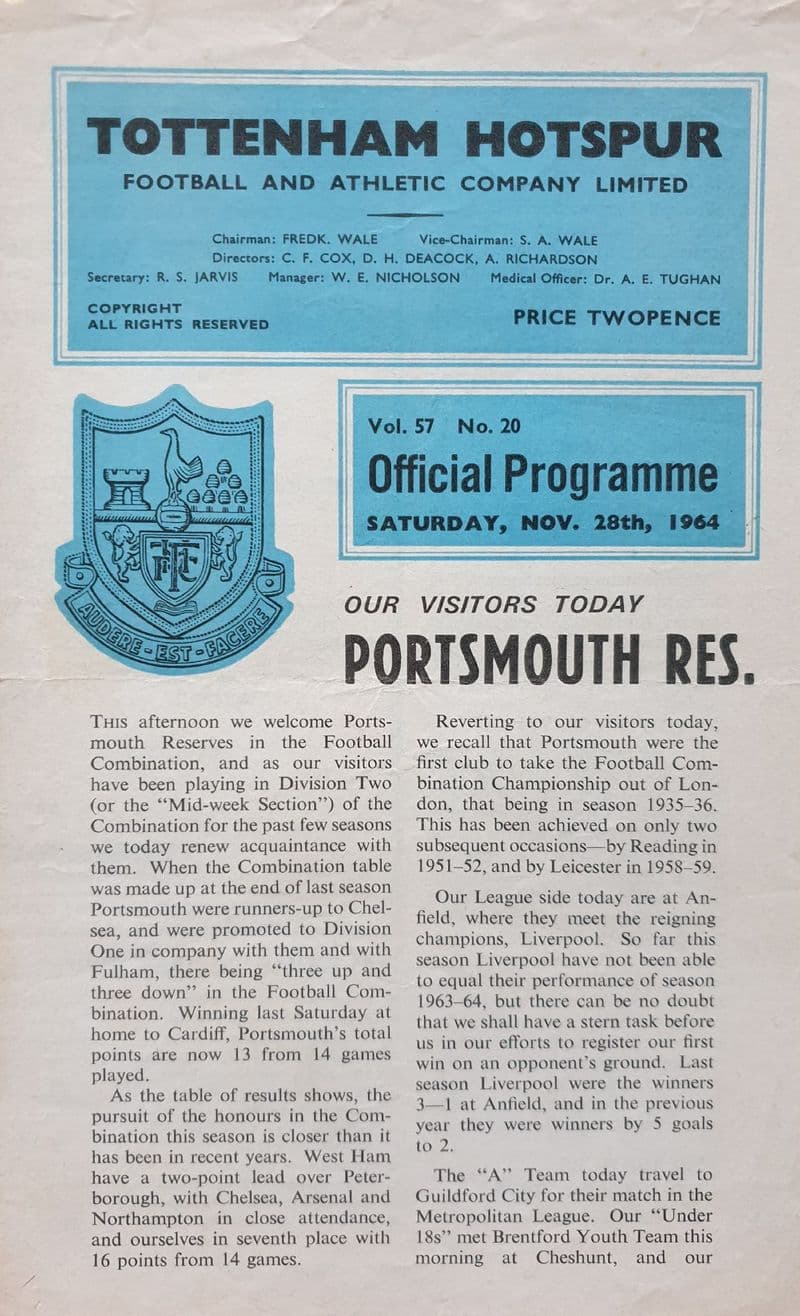 TOTTENHAM HOTSPUR
FOOTBALL AND ATHLETIC COMPANY LIMITED
Chairman: FREDK. WALE Vice-Chairman: S. A. WALE
Directors: C. F. COX, D. H. DEACOCK, A. RICHARDSON
Secretary: R. S. JARVIS Manager: W. E. NICHOLSON Medical Officer: Dr. A. E. TUGHAN
COPYRIGHT
ALL RIGHTS RESERVED
PRICE TWOPENCE
AUDERE-EST-FACERE
Vol. 57 No. 20
Official Programme
SATURDAY, NOV. 28th, 1964
OUR VISITORS TODAY
PORTSMOUTH RES.
THIS afternoon we welcome Ports-
mouth Reserves in the Football
Combination, and as our visitors
have been playing in Division Two
(or the “Mid-week Section”) of the
Combination for the past few seasons
we today renew acquaintance with
them. When the Combination table
was made up at the end of last season
Portsmouth were runners-up to Chel-
sea, and were promoted to Division
One in company with them and with
Fulham, there being “three up and
three down” in the Football Com-
bination. Winning last Saturday at
home to Cardiff, Portsmouth’s total
points are now 13 from 14 games
played.
As the table of results shows, the
pursuit of the honours in the Com-
bination this season is closer than it
has been in recent years. West Ham
have a two-point lead over Peter-
borough, with Chelsea, Arsenal and
Northampton in close attendance,
and ourselves in seventh place with
16 points from 14 games.
Reverting to our visitors today,
we recall that Portsmouth were the
first club to take the Football Com-
bination Championship out of Lon-
don, that being in season 1935–36.
This has been achieved on only two
subsequent occasions—by Reading in
1951–52, and by Leicester in 1958–59.
Our League side today are at An-
field, where they meet the reigning
champions, Liverpool. So far this
season Liverpool have not been able
to equal their performance of season
1963–64, but there can be no doubt
that we shall have a stern task before
us in our efforts to register our first
win on an opponent’s ground. Last
season Liverpool were the winners
3—1 at Anfield, and in the previous
year they were winners by 5 goals
to 2.
The “A” Team today travel to
Guildford City for their match in the
Metropolitan League. Our “Under
18s” met Brentford Youth Team this
morning at Cheshunt, and our